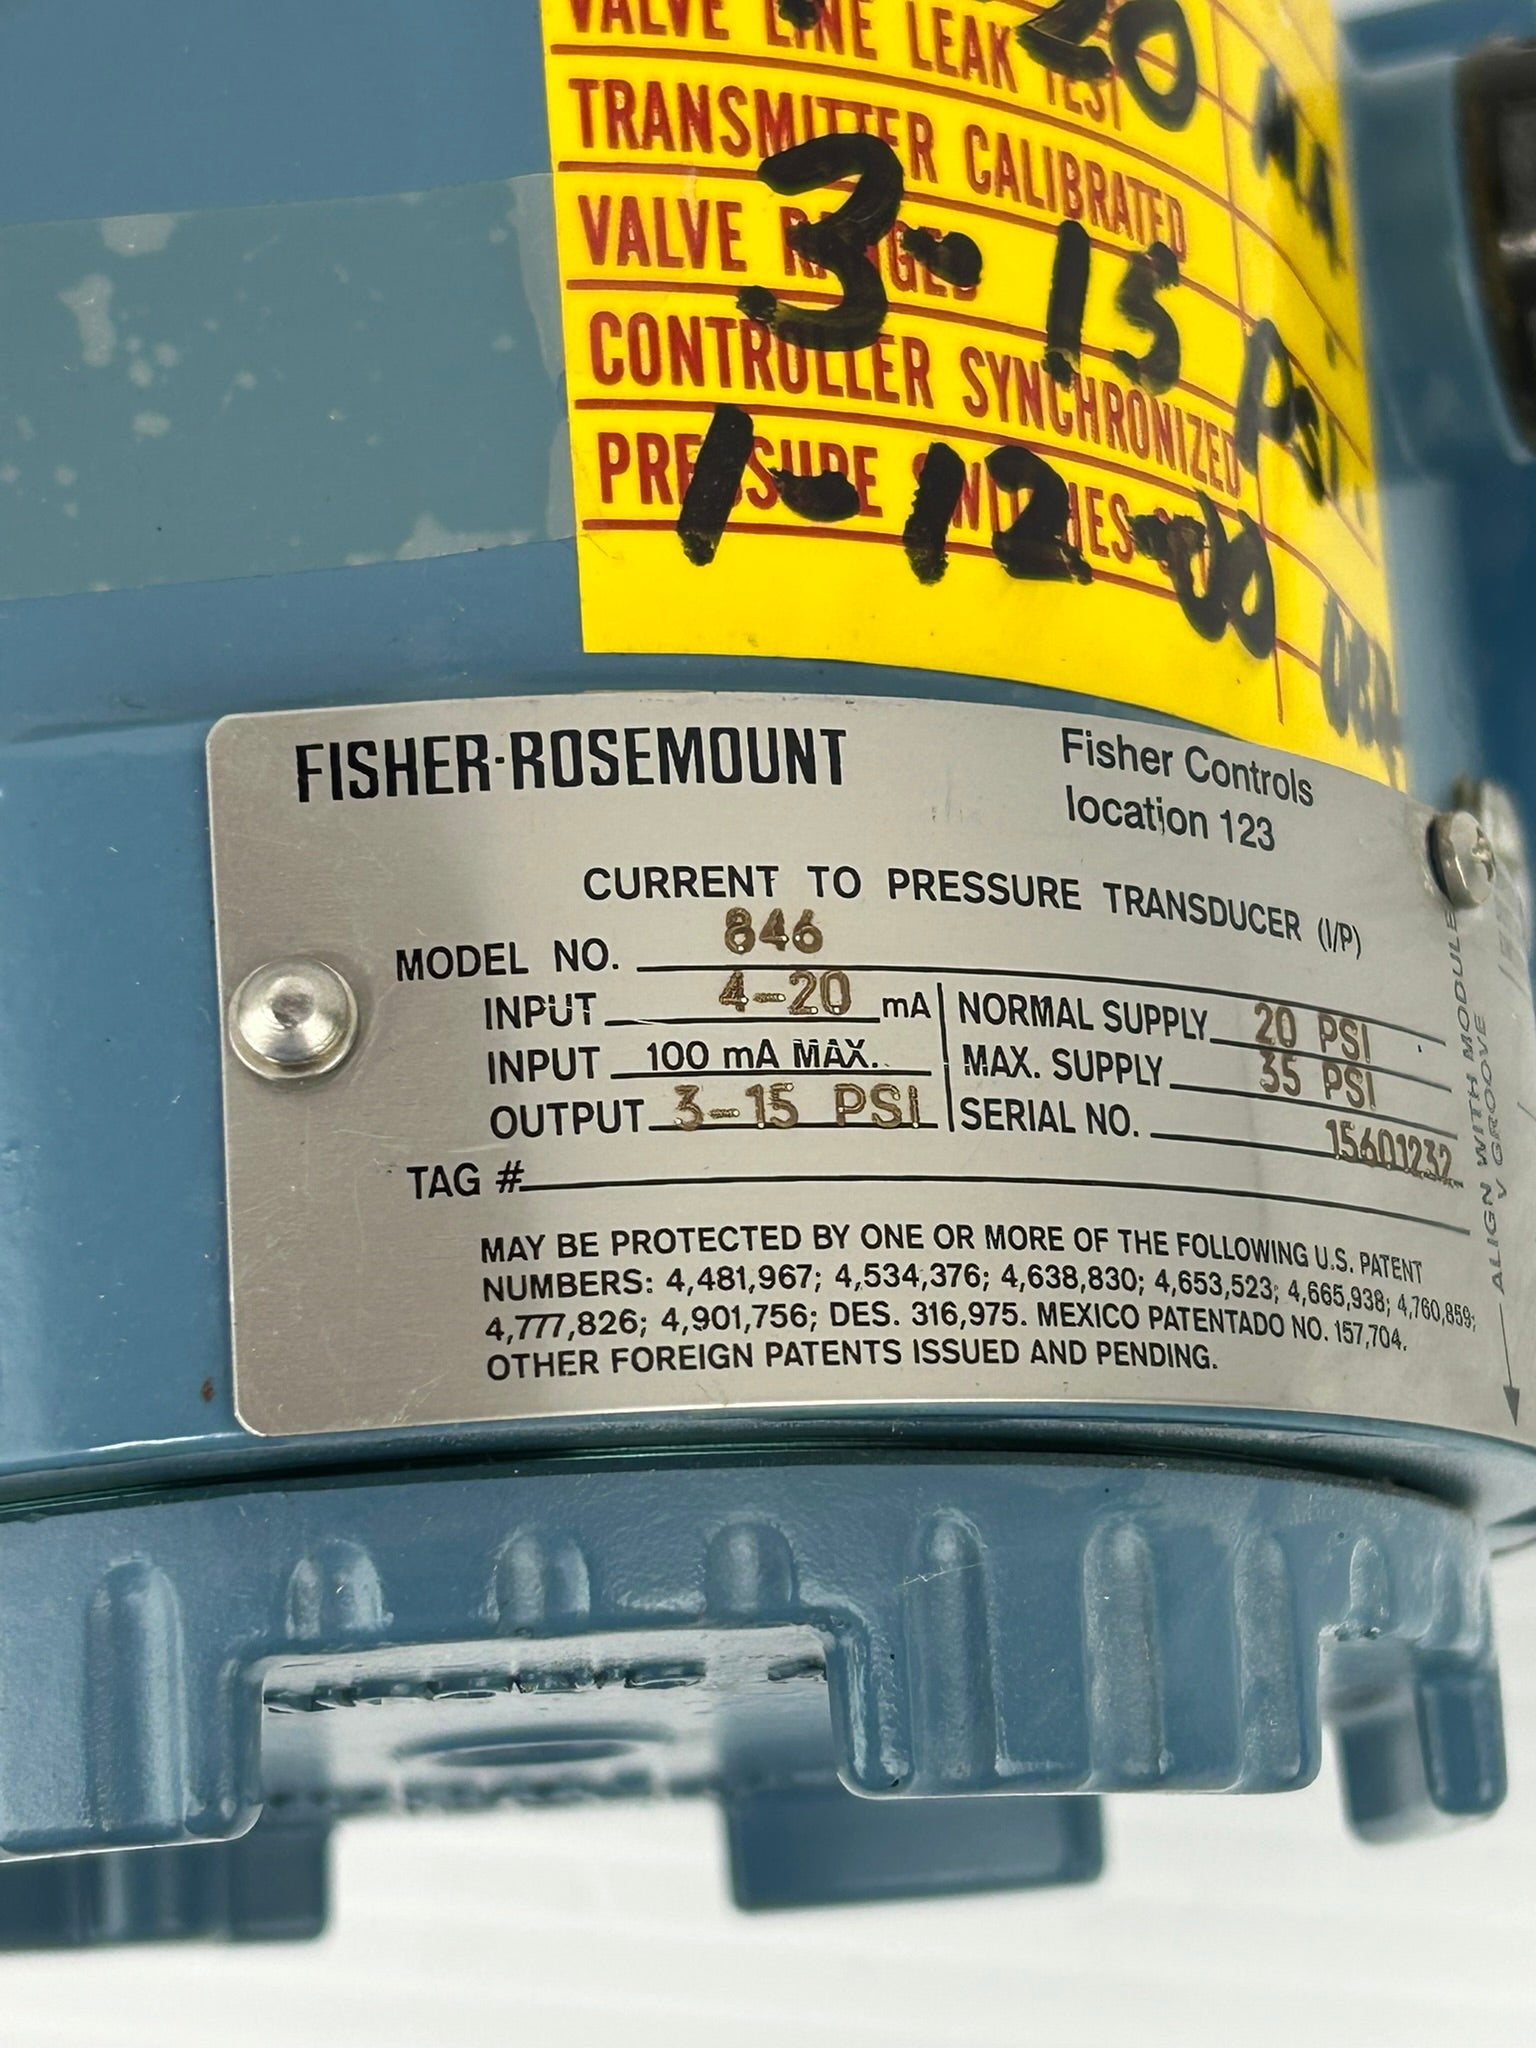 VALVE LINE LEAK TEST
20
TRANSMITTER CALIBRATED
VALVE RANGED
3-15
PSI
CONTROLLER SYNCHRONIZED
PRESSURE SWITCHES
1-12-00
FISHER-ROSEMOUNT
Fisher Controls
location 123
CURRENT TO PRESSURE TRANSDUCER (I/P)
MODEL NO. 846
INPUT 4-20 mA NORMAL SUPPLY 20 PSI
INPUT 100 mA MAX. MAX. SUPPLY 35 PSI
OUTPUT 3-15 PSI SERIAL NO. 15601232
TAG #
MAY BE PROTECTED BY ONE OR MORE OF THE FOLLOWING U.S. PATENT
NUMBERS: 4,481,967; 4,534,376; 4,638,830; 4,653,523; 4,665,938; 4,760,859;
4,777,826; 4,901,756; DES. 316,975. MEXICO PATENTADO NO. 157,704.
OTHER FOREIGN PATENTS ISSUED AND PENDING.
ALIGN WITH MODULE
V GROOVE